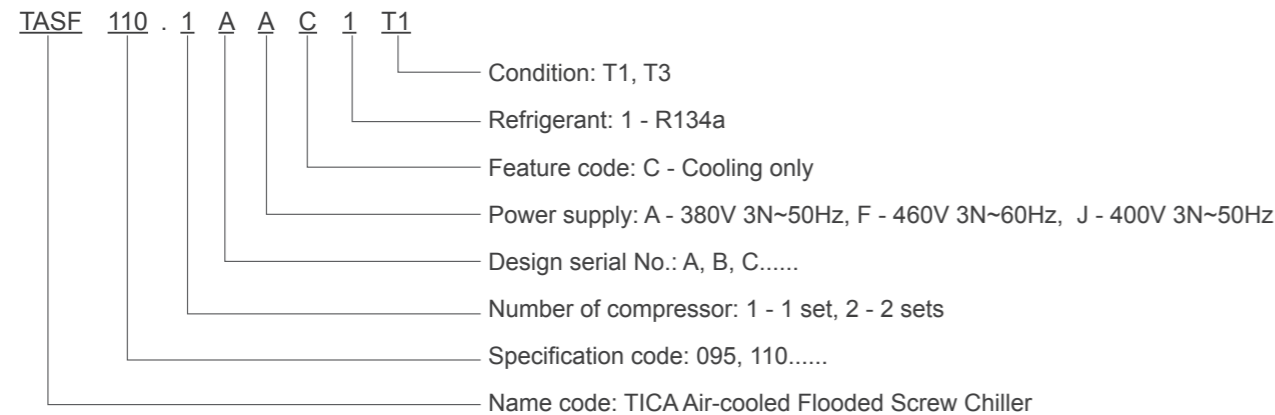 TASF 110 . 1 A A C 1 T1
Condition: T1, T3
Refrigerant: 1 - R134a
Feature code: C - Cooling only
Power supply: A - 380V 3N~50Hz, F - 460V 3N~60Hz, J - 400V 3N~50Hz
Design serial No.: A, B, C......
Number of compressor: 1 - 1 set, 2 - 2 sets
Specification code: 095, 110......
Name code: TICA Air-cooled Flooded Screw Chiller